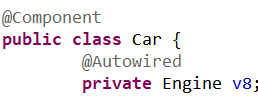 @Component
public class Car {
@Autowired
private Engine v8;